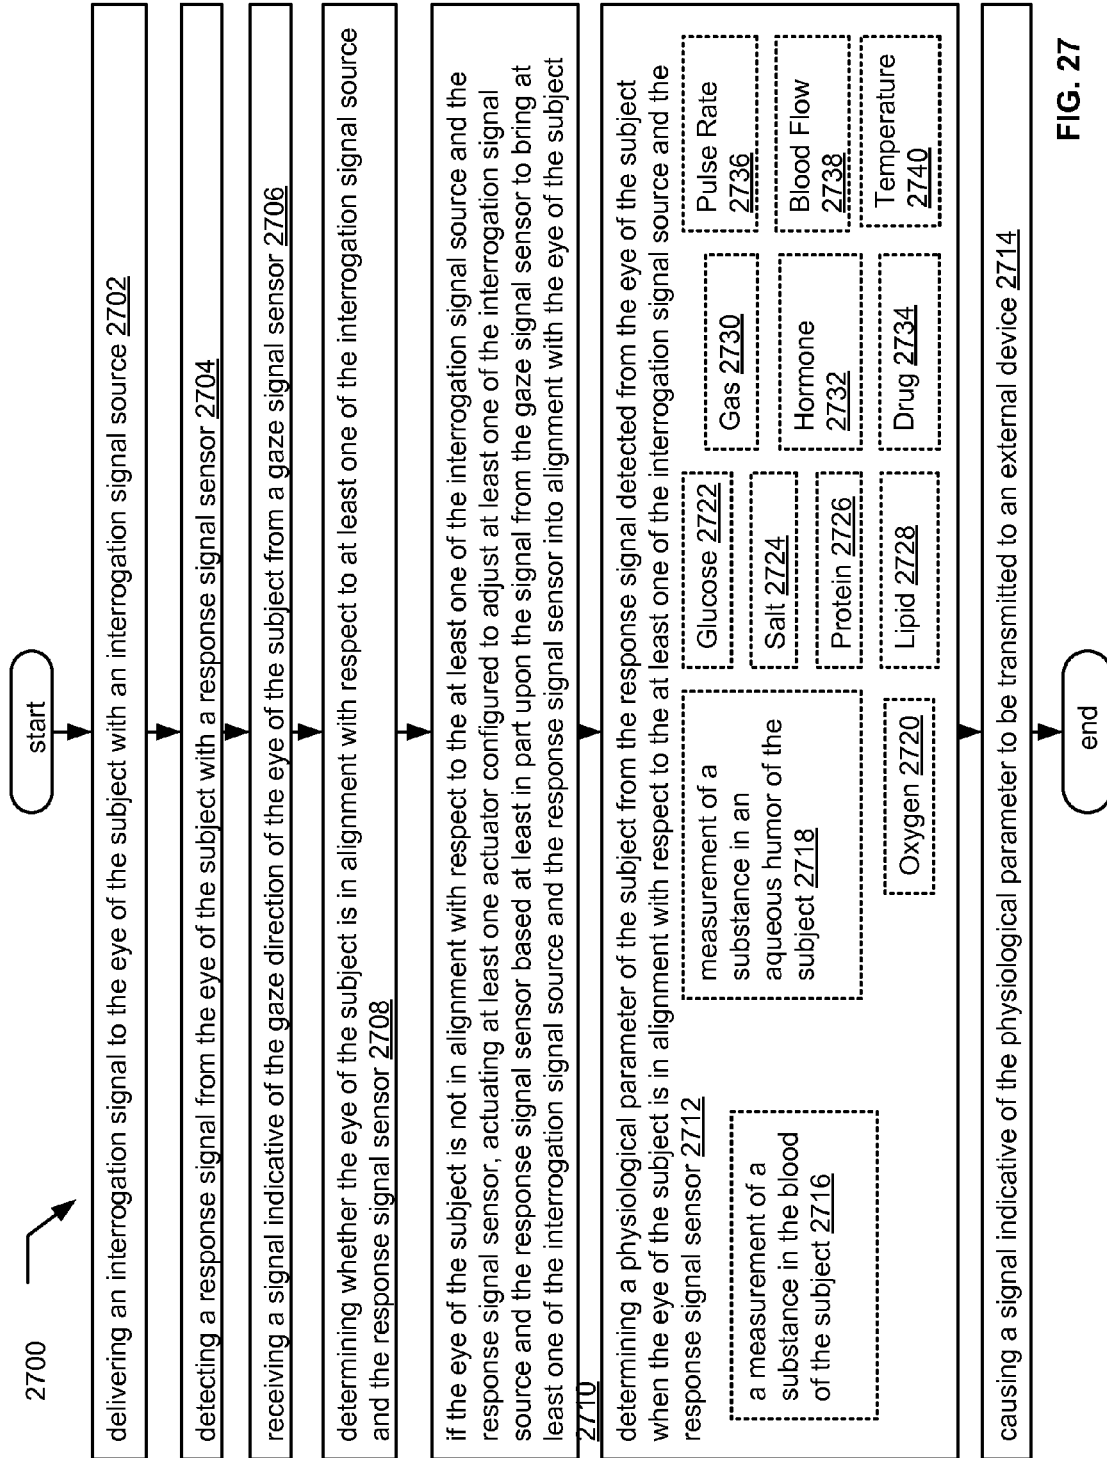 2700
start
delivering an interrogation signal to the eye of the subject with an interrogation signal source 2702
detecting a response signal from the eye of the subject with a response signal sensor 2704
receiving a signal indicative of the gaze direction of the eye of the subject from a gaze signal sensor 2706
determining whether the eye of the subject is in alignment with respect to at least one of the interrogation signal source
and the response signal sensor 2708
if the eye of the subject is not in alignment with respect to the at least one of the interrogation signal source and the
response signal sensor, actuating at least one actuator configured to adjust at least one of the interrogation signal
source and the response signal sensor based at least in part upon the signal from the gaze signal sensor to bring at
least one of the interrogation signal source and the response signal sensor into alignment with the eye of the subject
2710
determining a physiological parameter of the subject from the response signal detected from the eye of the subject
when the eye of the subject is in alignment with respect to the at least one of the interrogation signal source and the
response signal sensor 2712
a measurement of a
substance in the blood
of the subject 2716
measurement of a
substance in an
aqueous humor of the
subject 2718
Oxygen 2720
Glucose 2722
Salt 2724
Protein 2726
Lipid 2728
Gas 2730
Hormone
2732
Drug 2734
Pulse Rate
2736
Blood Flow
2738
Temperature
2740
causing a signal indicative of the physiological parameter to be transmitted to an external device 2714
end
FIG. 27